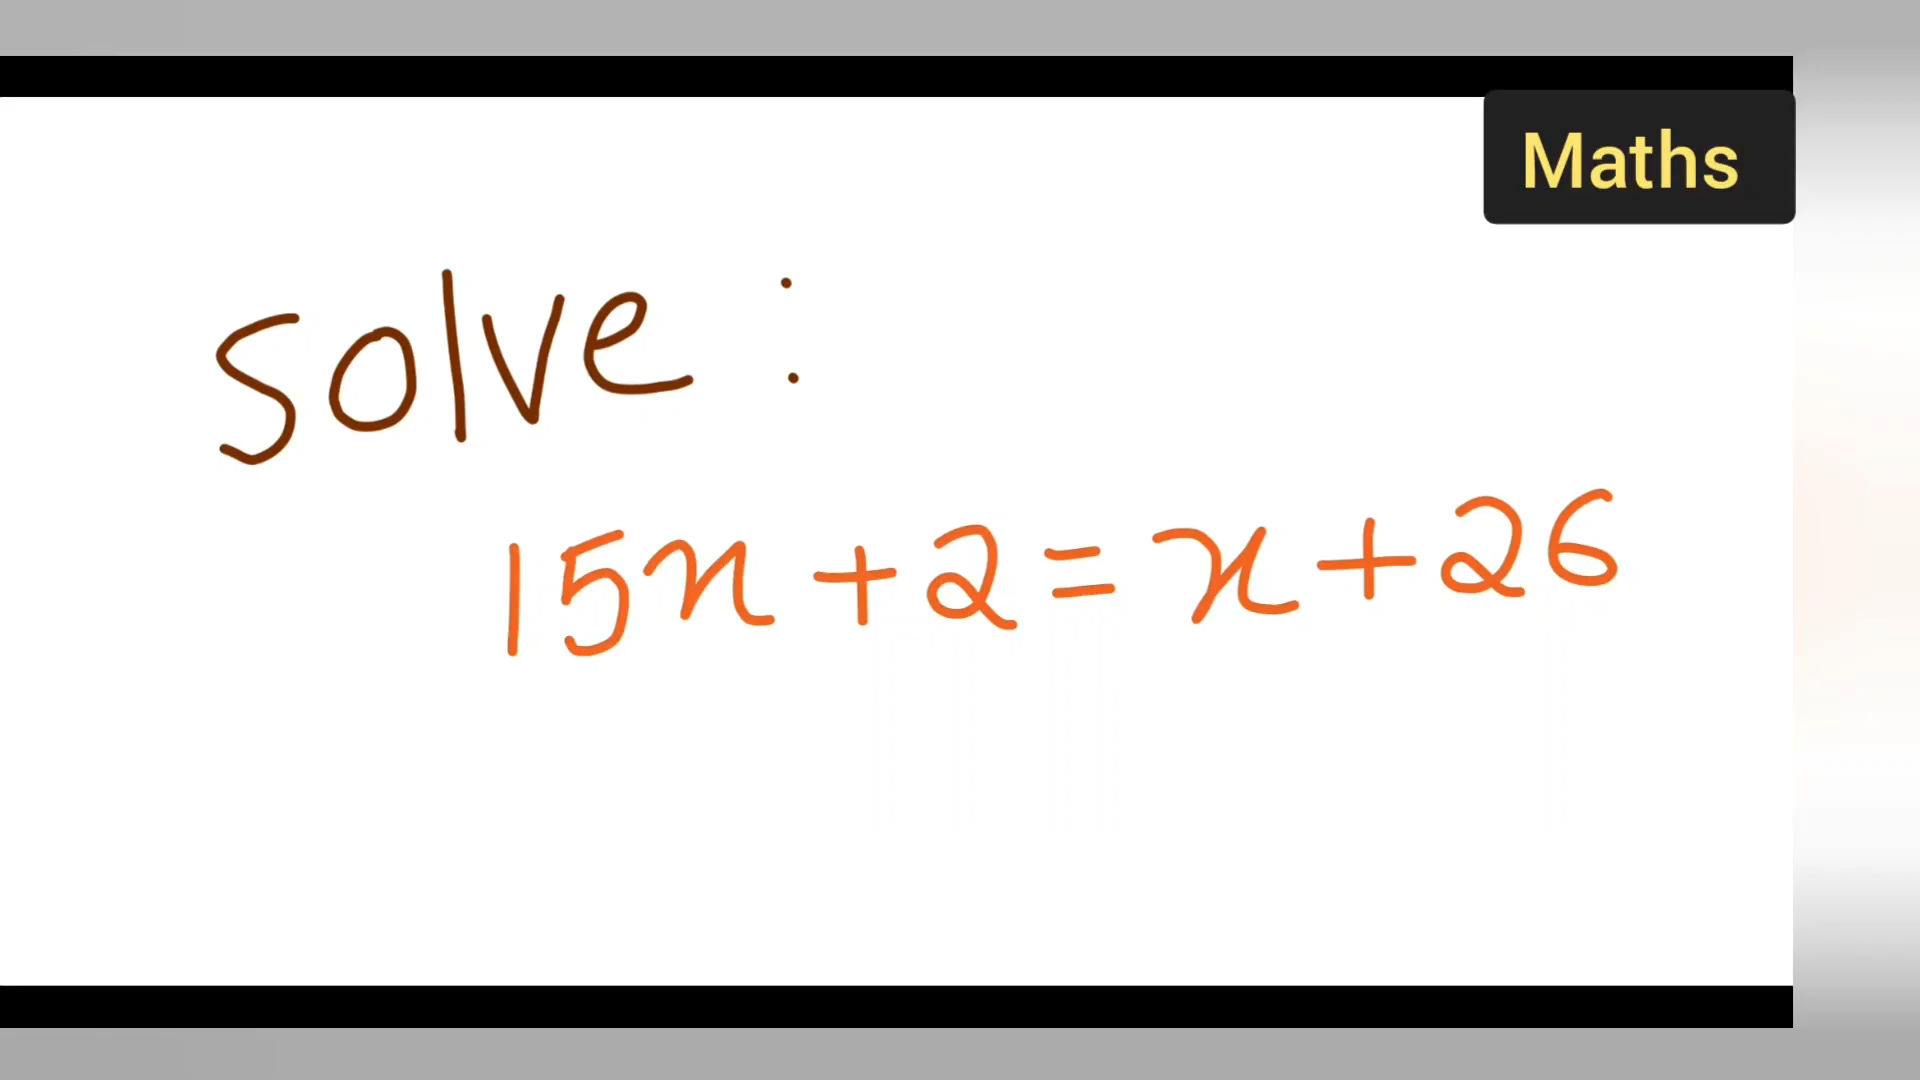 Maths
Solve :
15x + 2 = x + 26